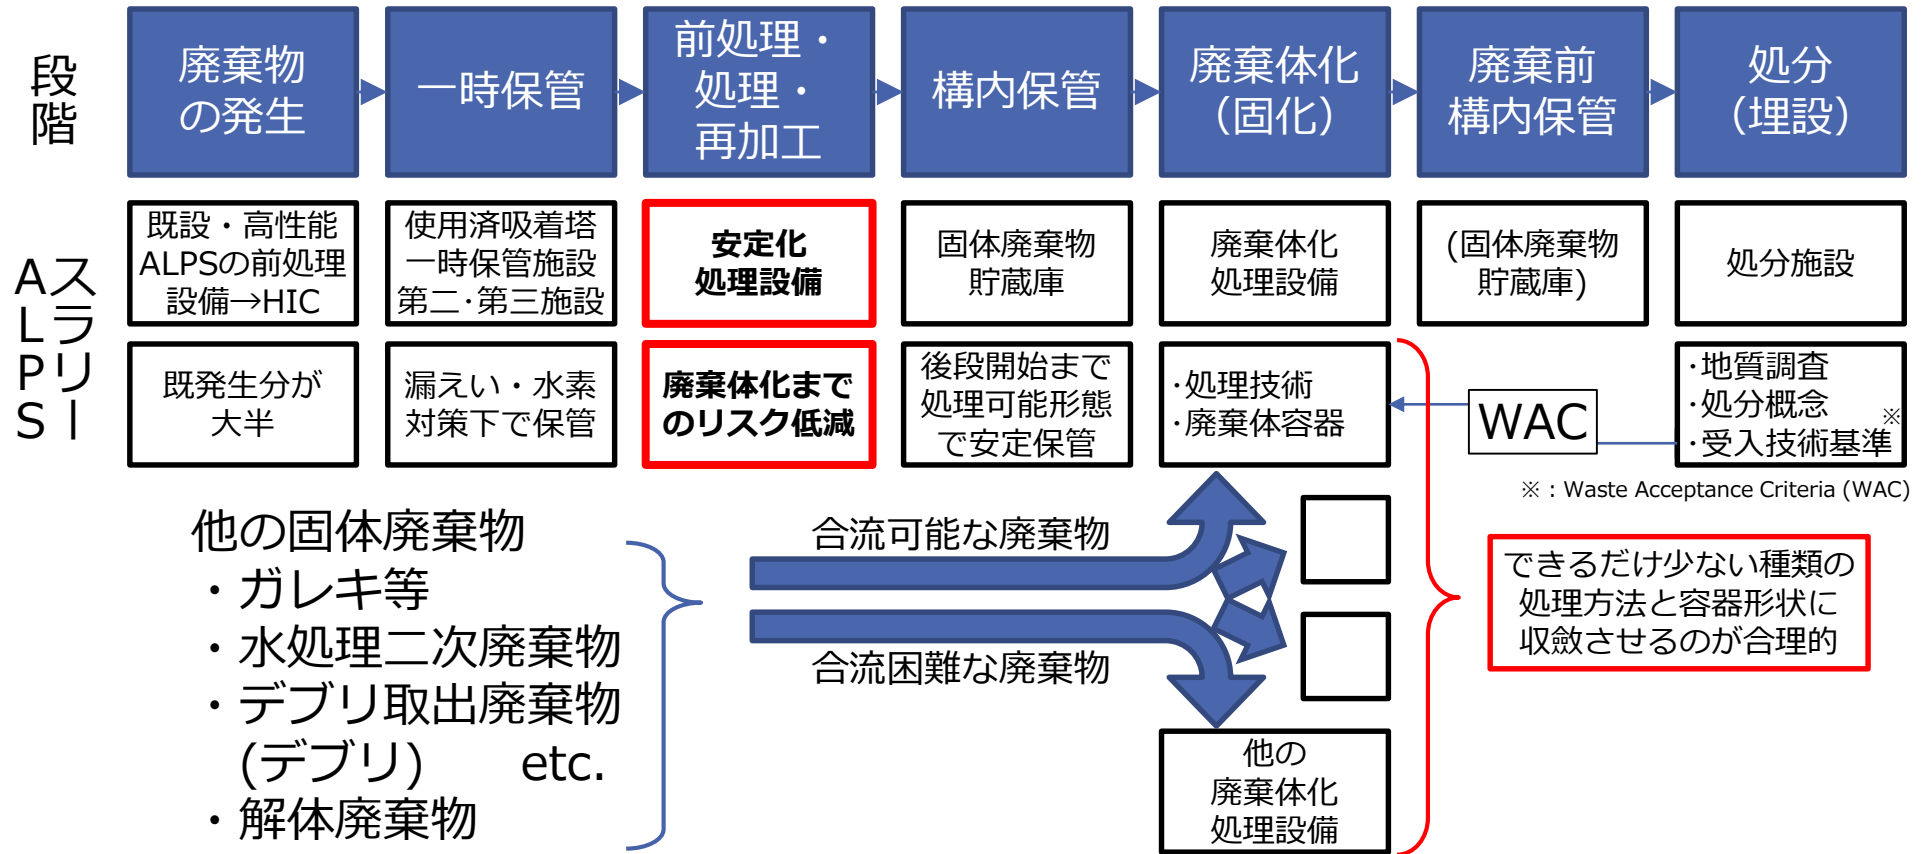 段階
廃棄物
の発生
一時保管
前処理・
処理・
再加工
構内保管
廃棄体化
（固化）
廃棄前
構内保管
処分
（埋設）
ALPS
スラリー
既設・高性能
ALPSの前処理
設備→HIC
使用済吸着塔
一時保管施設
第二･第三施設
安定化
処理設備
固体廃棄物
貯蔵庫
廃棄体化
処理設備
(固体廃棄物
貯蔵庫)
処分施設
既発生分が
大半
漏えい・水素
対策下で保管
廃棄体化まで
のリスク低減
後段開始まで
処理可能形態
で安定保管
･処理技術
･廃棄体容器
WAC
･地質調査
･処分概念
･受入技術基準※
※：Waste Acceptance Criteria (WAC)
他の固体廃棄物
・ガレキ等
・水処理二次廃棄物
・デブリ取出廃棄物
(デブリ) etc.
・解体廃棄物
合流可能な廃棄物
合流困難な廃棄物
できるだけ少ない種類の
処理方法と容器形状に
収斂させるのが合理的
他の
廃棄体化
処理設備